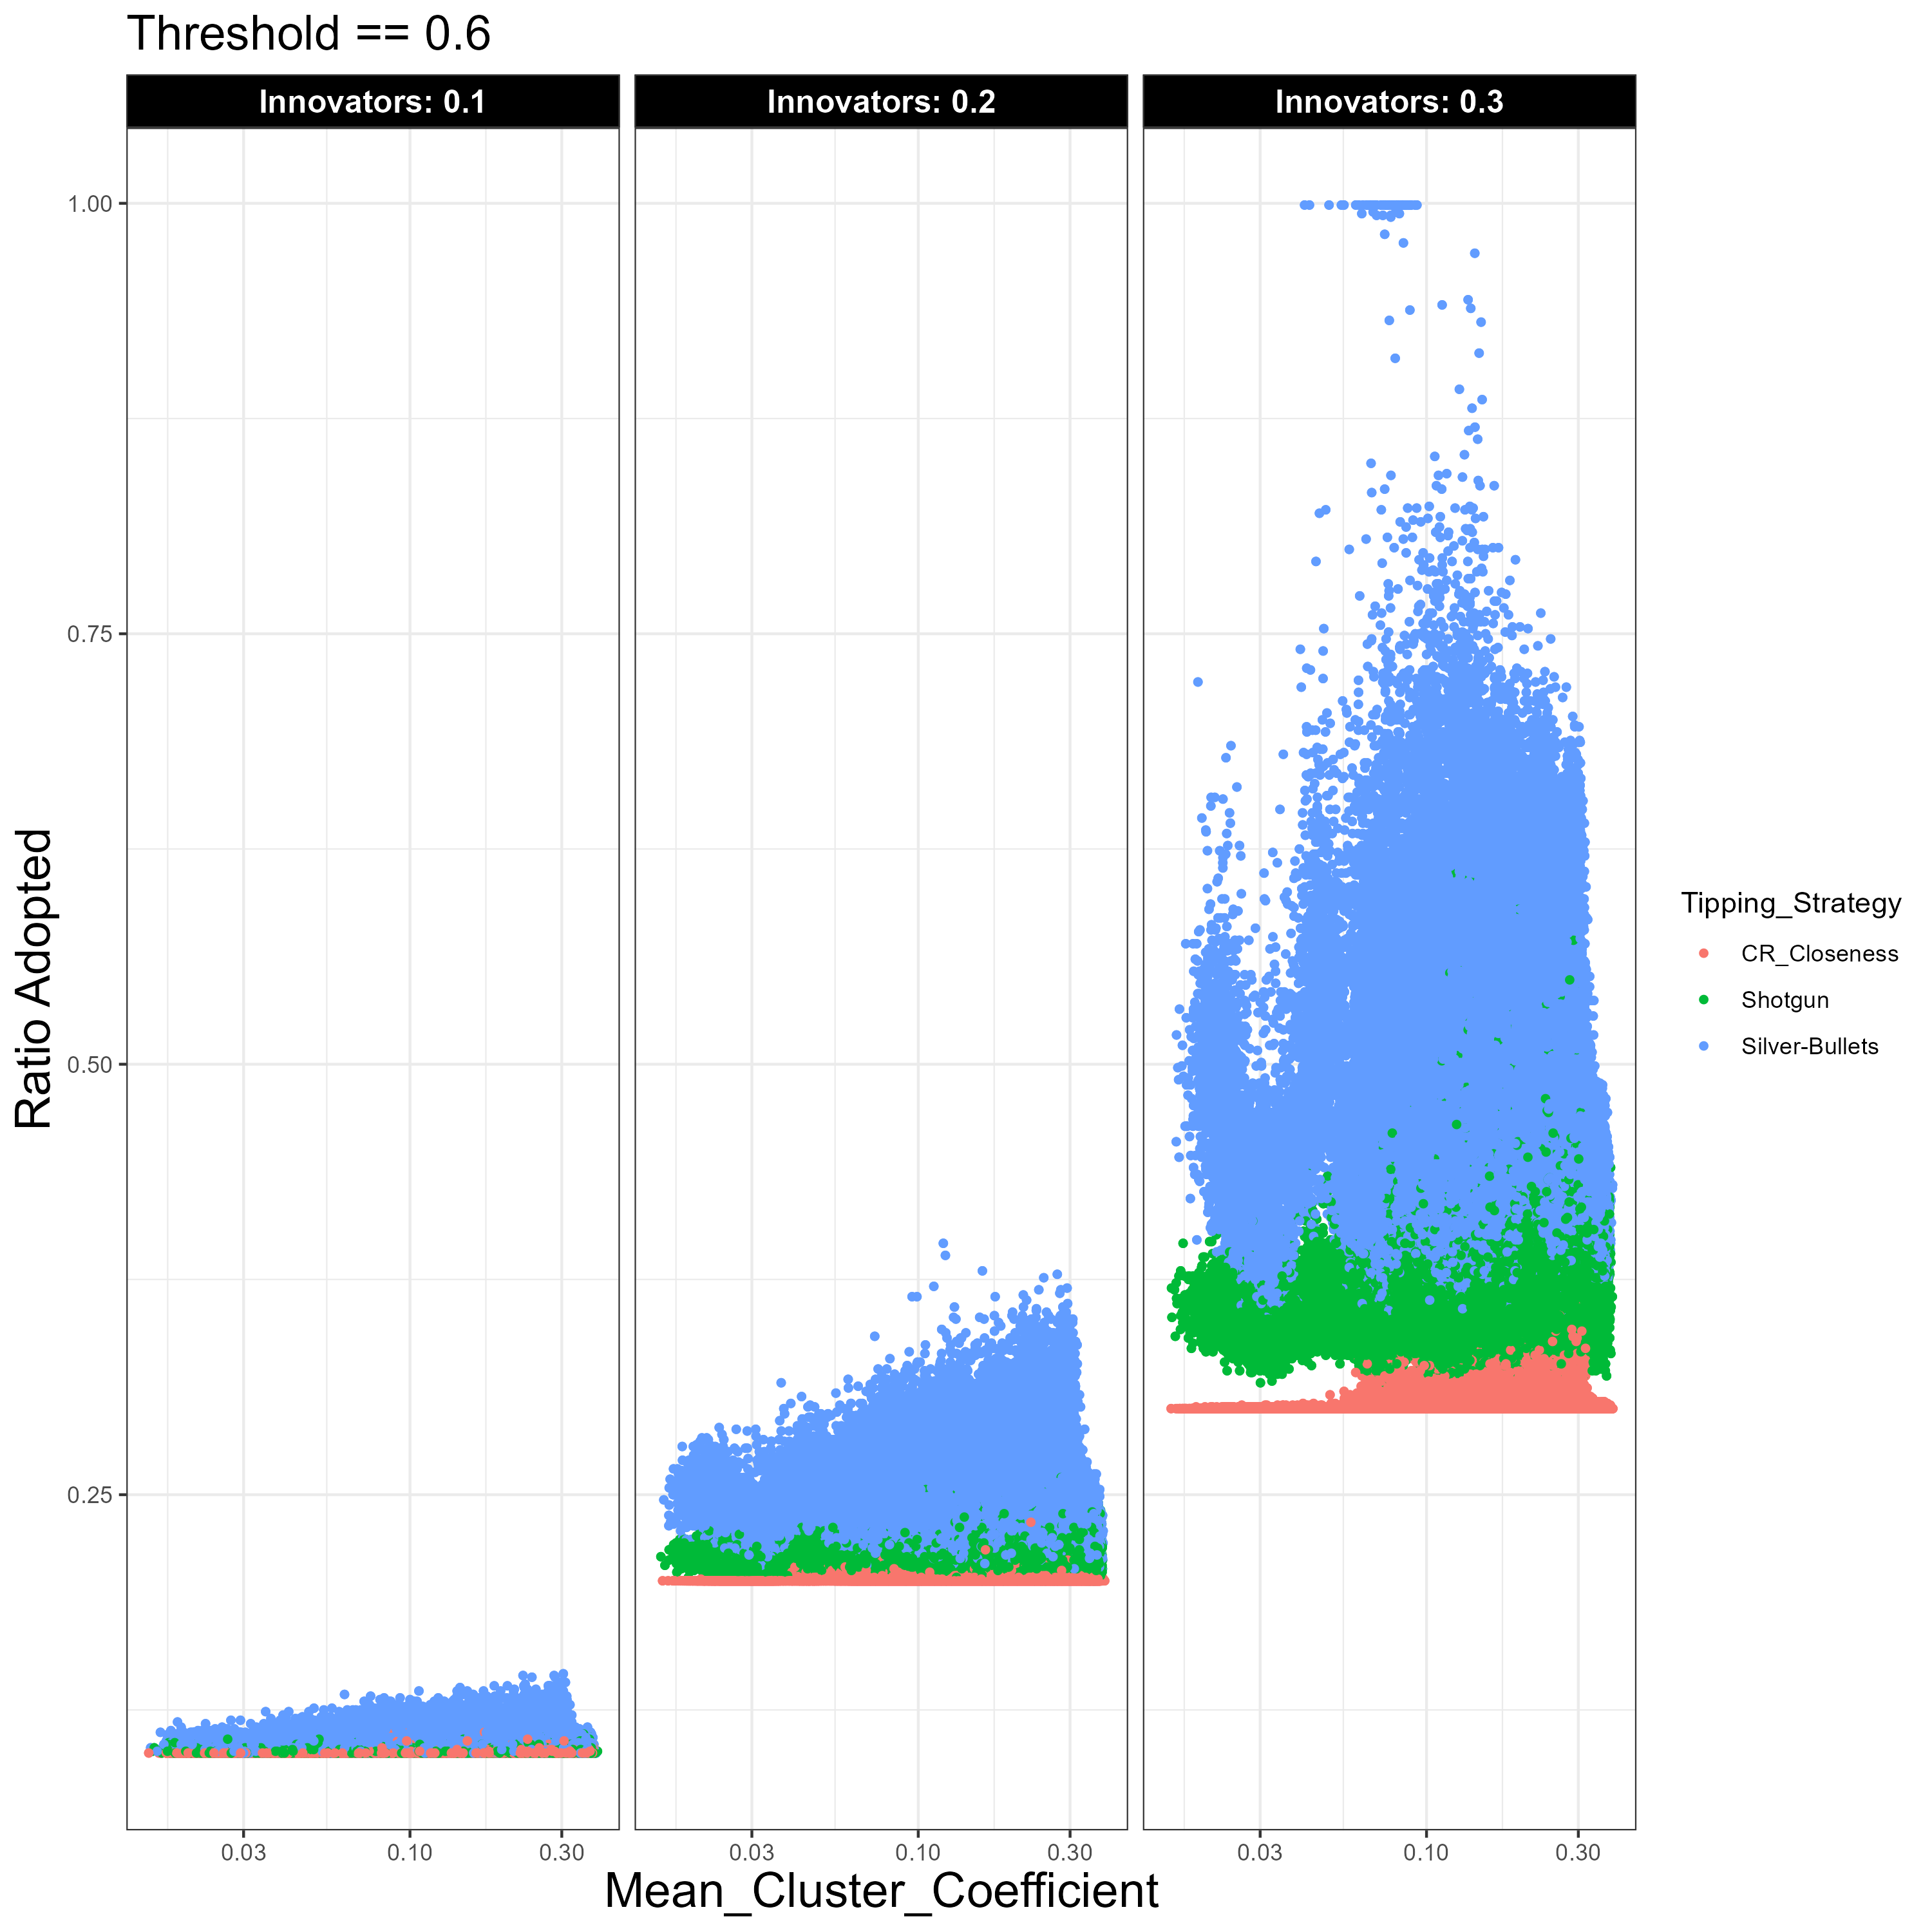 Threshold == 0.6
Innovators: 0.1
Innovators: 0.2
Innovators: 0.3
Ratio Adopted
1.00
0.75
0.50
0.25
0.03
0.10
0.30
0.03
0.10
0.30
0.03
0.10
0.30
Mean_Cluster_Coefficient
Tipping_Strategy
CR_Closeness
Shotgun
Silver-Bullets